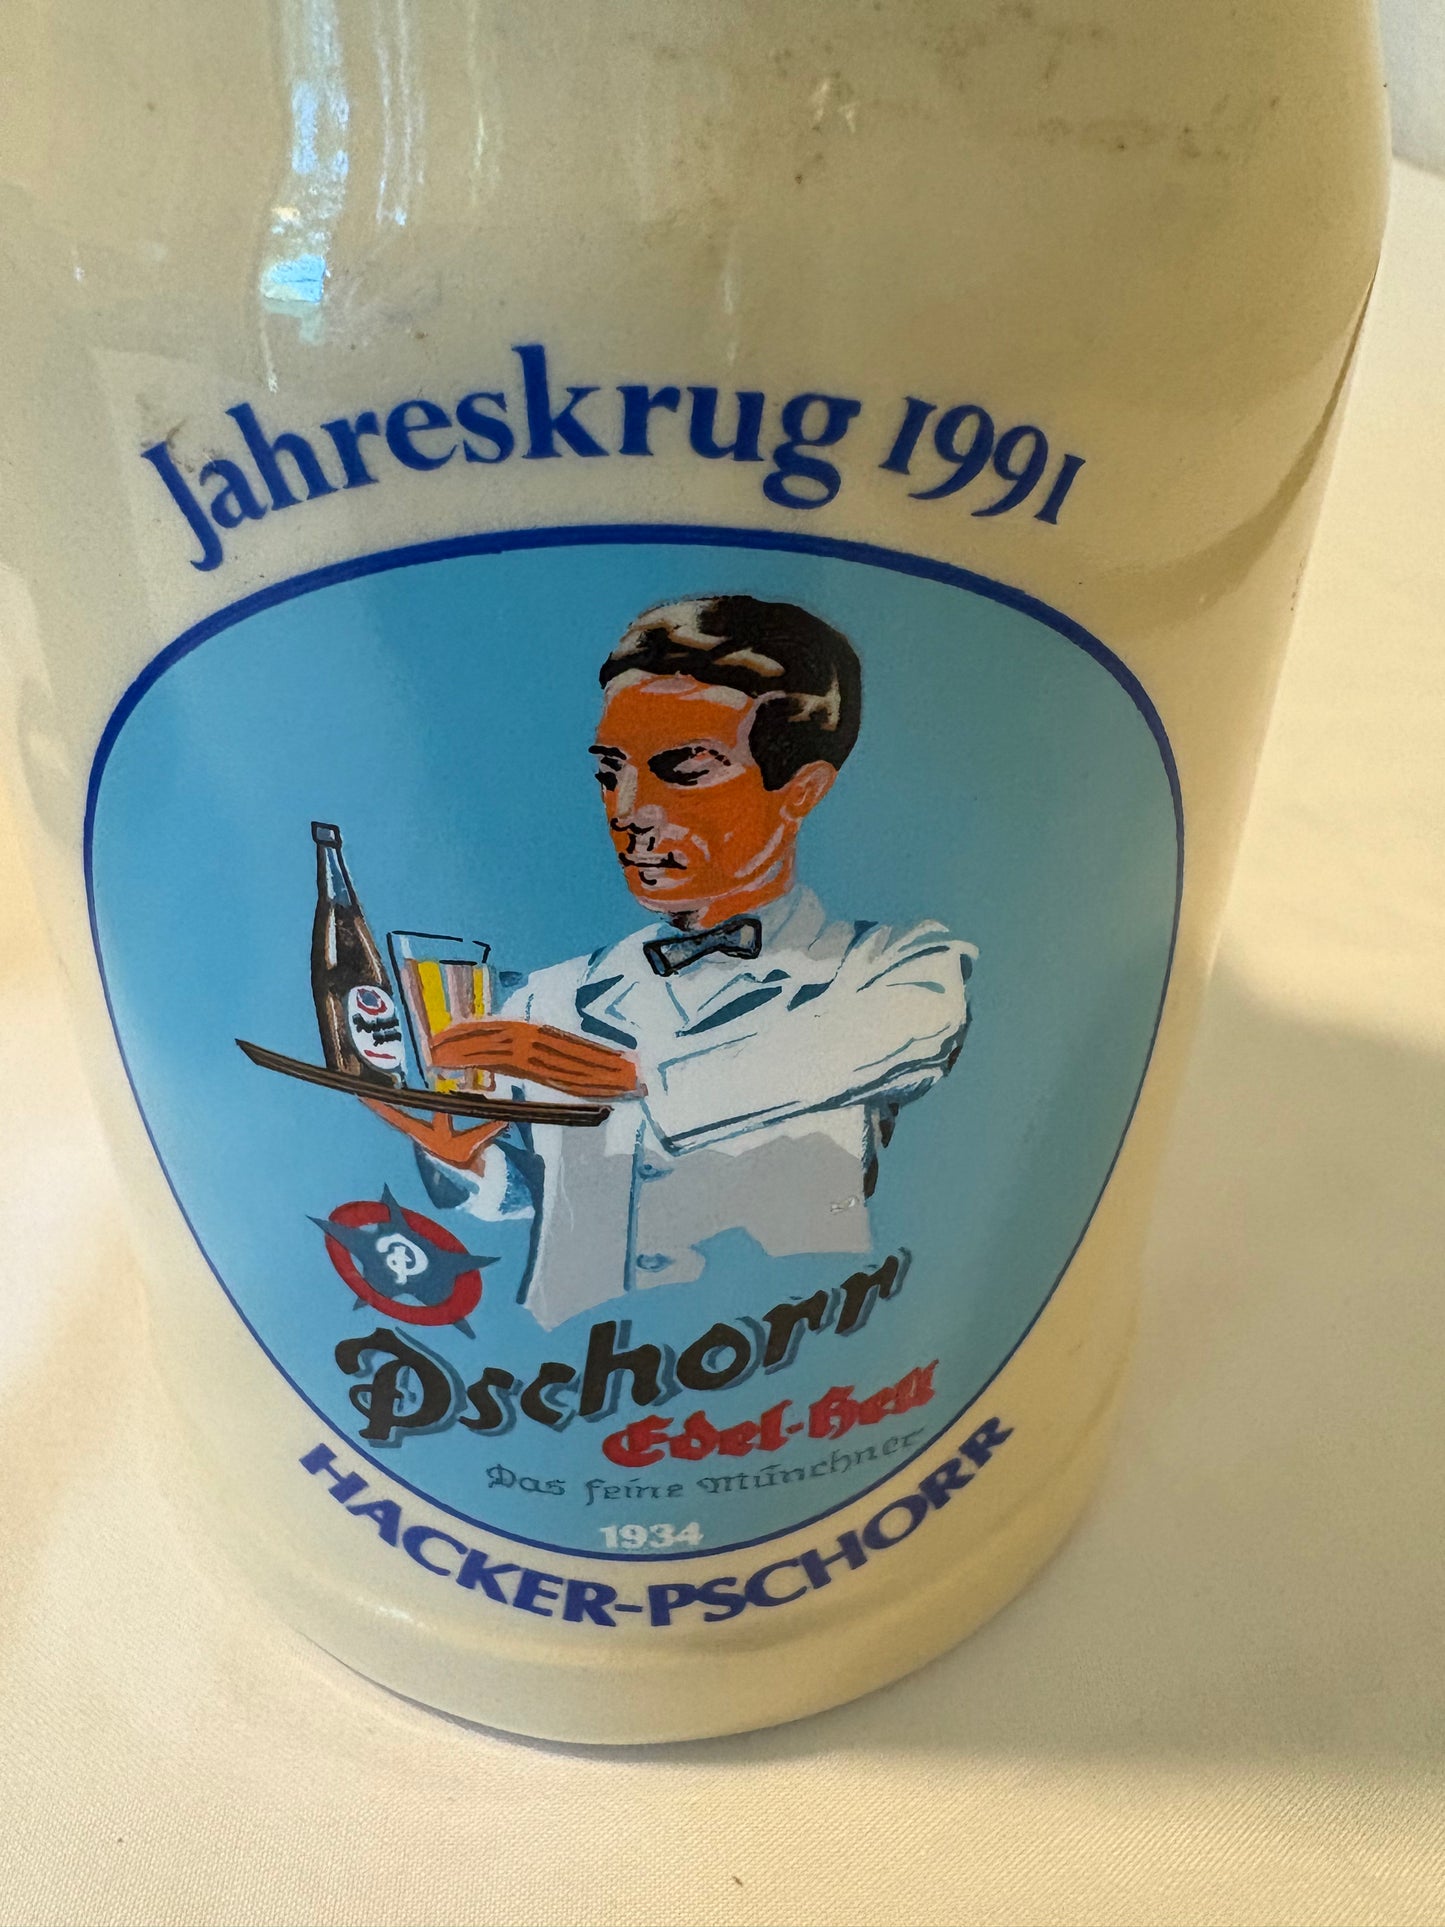 Jahreskrug 1991
P
Pschorr
Edel-Hell
Das feine Münchner
1934
HACKER-PSCHORR